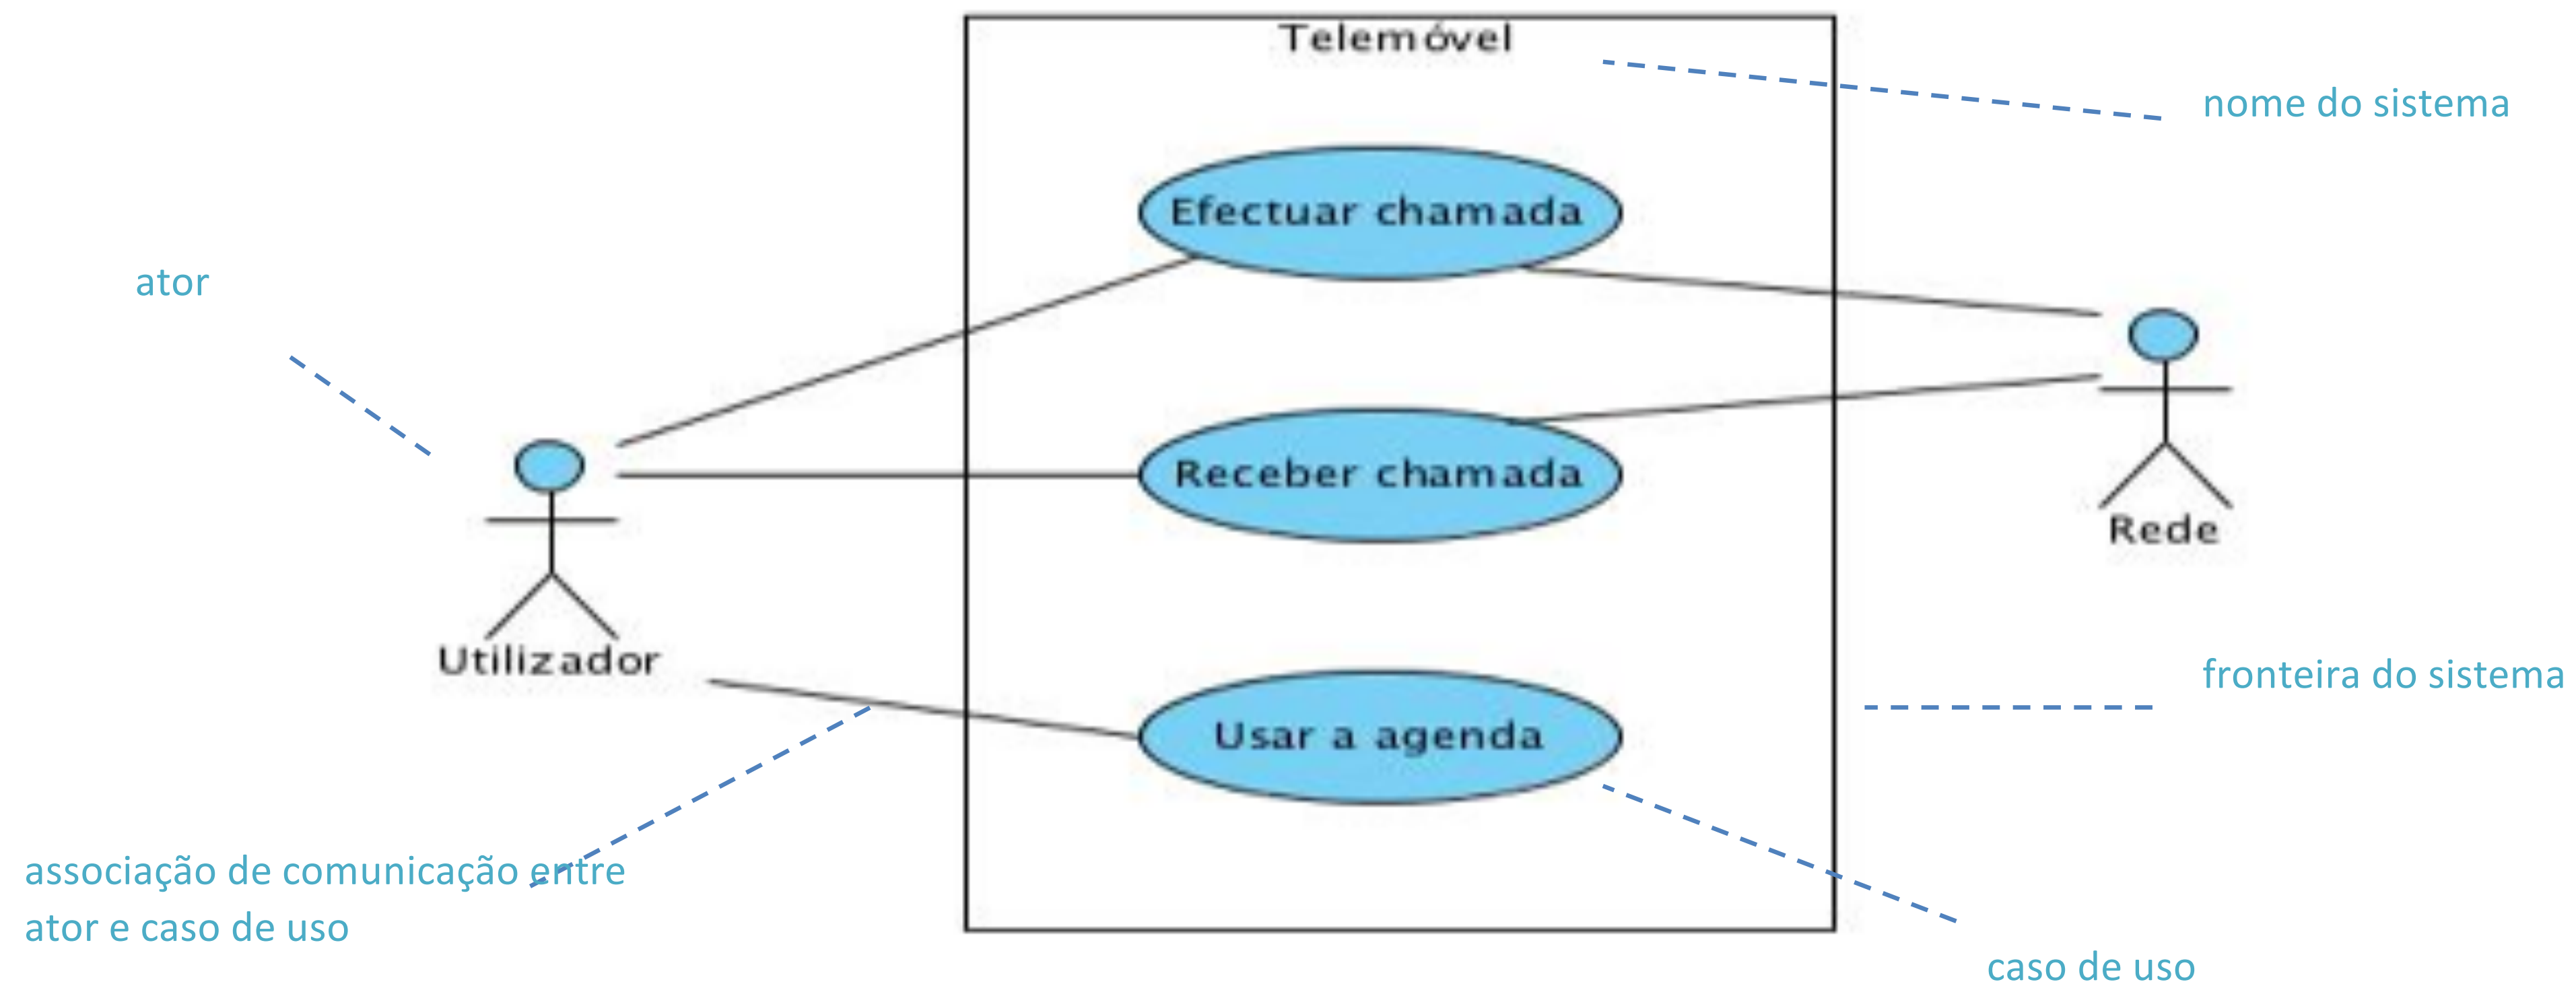 Telemóvel
nome do sistema
Efectuar chamada
ator
Receber chamada
Rede
Utilizador
fronteira do sistema
Usar a agenda
associação de comunicação entre
ator e caso de uso
caso de uso